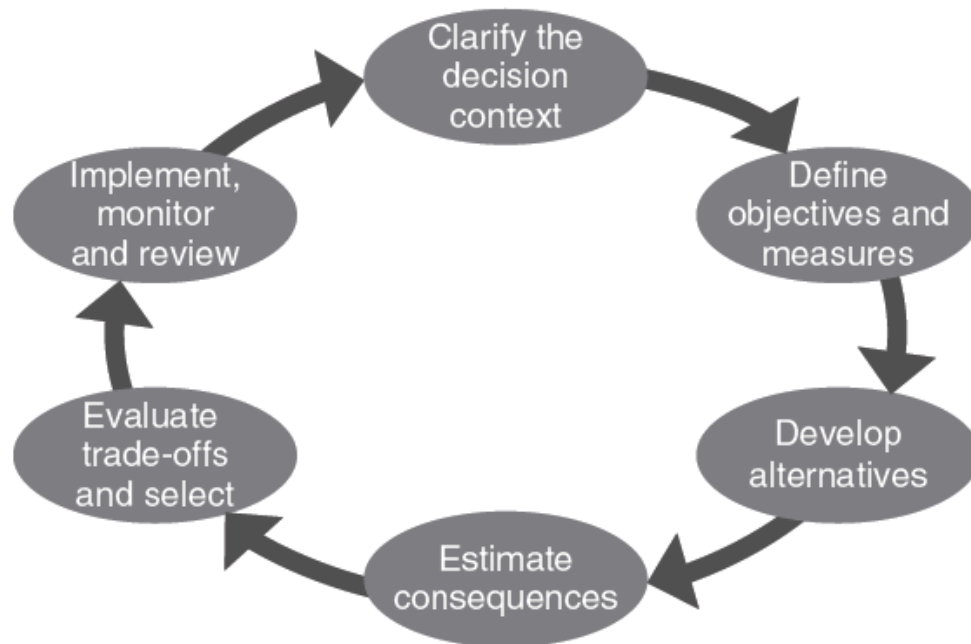 Clarify the
decision
context
Define
objectives and
measures
Develop
alternatives
Estimate
consequences
Evaluate
trade-offs
and select
Implement,
monitor
and review